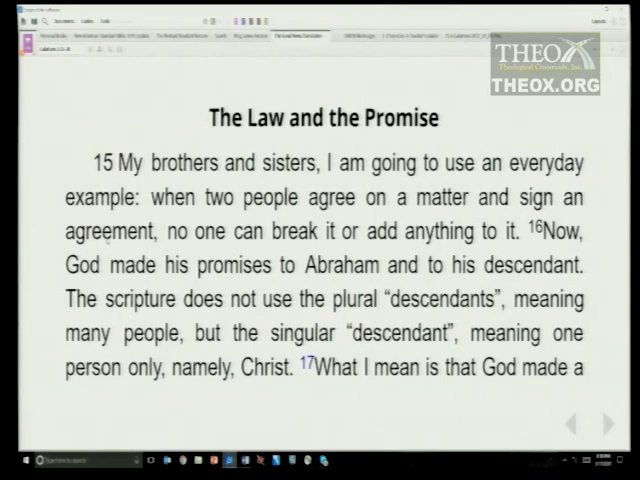 THEOX
Theological Crossroads, Inc.
THEOX.ORG
The Law and the Promise
15 My brothers and sisters, I am going to use an everyday
example: when two people agree on a matter and sign an
agreement, no one can break it or add anything to it. 16Now,
God made his promises to Abraham and to his descendant.
The scripture does not use the plural “descendants”, meaning
many people, but the singular “descendant”, meaning one
person only, namely, Christ. 17What I mean is that God made a